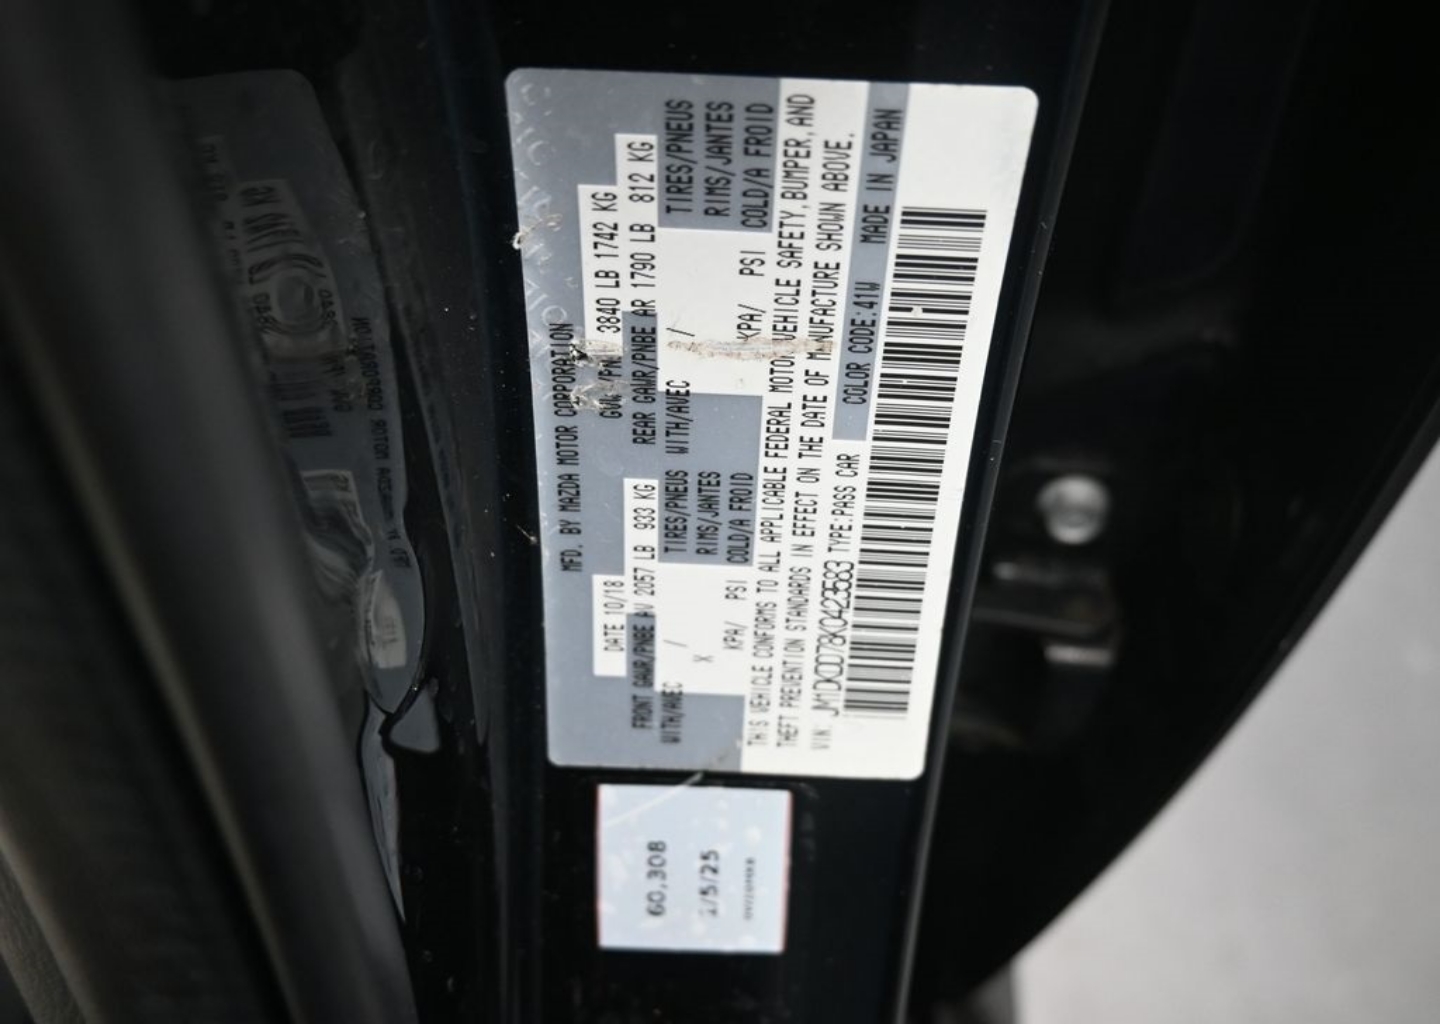 MFD. BY MAZDA MOTOR CORPORATION
DATE 10/18
3840 LB 1742 KG
FRONT GAWR/PNBE AV 2057 LB 933 KG
REAR GAWR/PNBE AR 1790 LB 812 KG
WITH/AVEC / TIRES/PNEUS
WITH/AVEC / TIRES/PNEUS
X RIMS/JANTES
RIMS/JANTES
KPA/ PSI COLD/A FROID
KPA/ PSI COLD/A FROID
THIS VEHICLE CONFORMS TO ALL APPLICABLE FEDERAL MOTOR VEHICLE SAFETY, BUMPER, AND
THEFT PREVENTION STANDARDS IN EFFECT ON THE DATE OF MANUFACTURE SHOWN ABOVE.
VIN: TYPE:PASS CAR
COLOR CODE:41W MADE IN JAPAN
60,308
/5/25